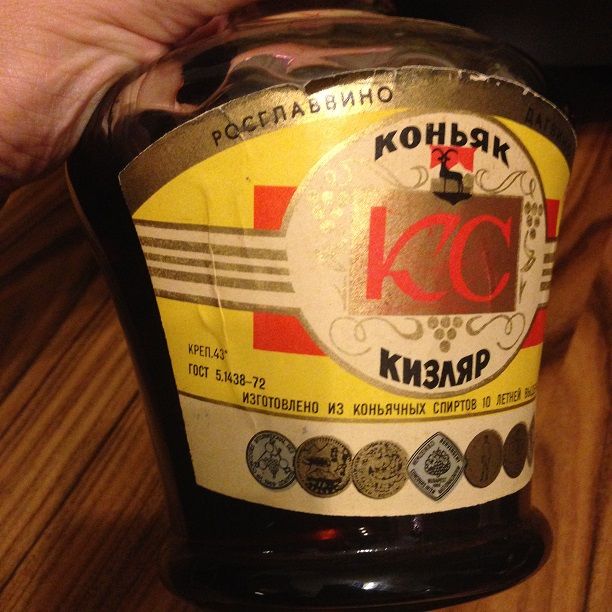 РОСГЛАВВИНО
КОНЬЯК
КС
КИЗЛЯР
КРЕП. 43°
ГОСТ 5.1438-72
ИЗГОТОВЛЕНО ИЗ КОНЬЯЧНЫХ СПИРТОВ 10 ЛЕТНЕЙ